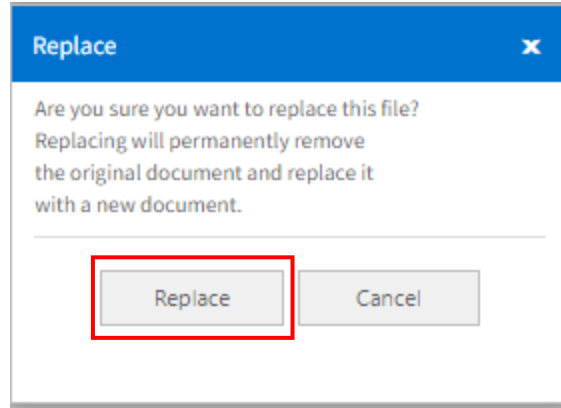 Replace
Are you sure you want to replace this file?
Replacing will permanently remove
the original document and replace it
with a new document.
Replace
Cancel